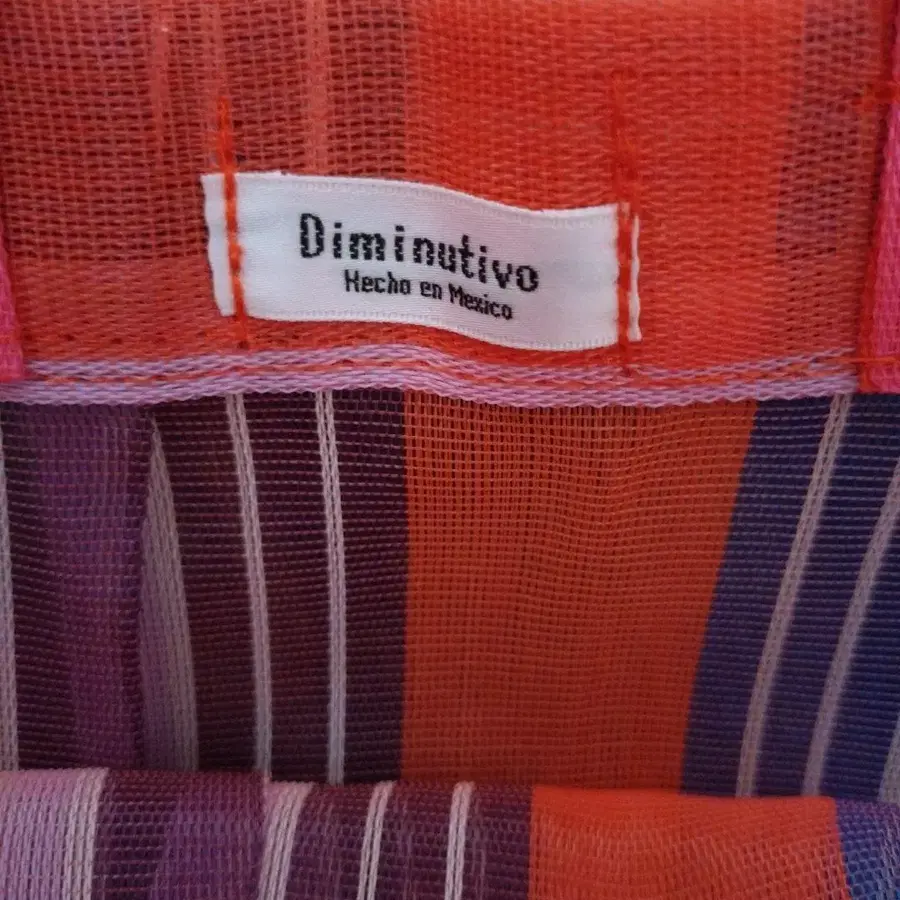 Diminutivo
Hecho en Mexico